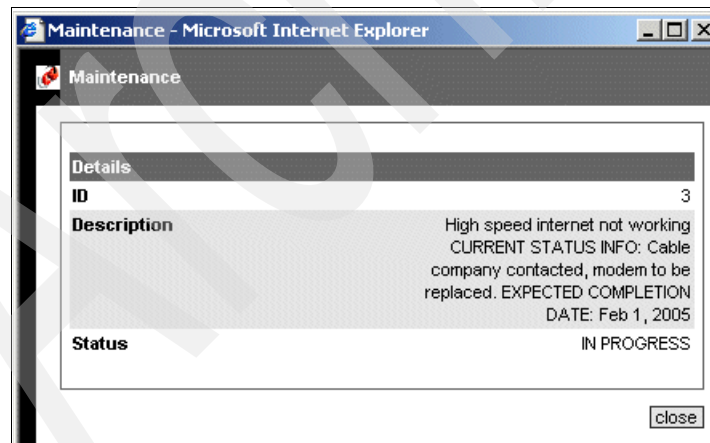 Maintenance - Microsoft Internet Explorer
Maintenance
Details
ID 3
Description High speed internet not working
CURRENT STATUS INFO: Cable
company contacted, modem to be
replaced. EXPECTED COMPLETION
DATE: Feb 1, 2005
Status IN PROGRESS
close